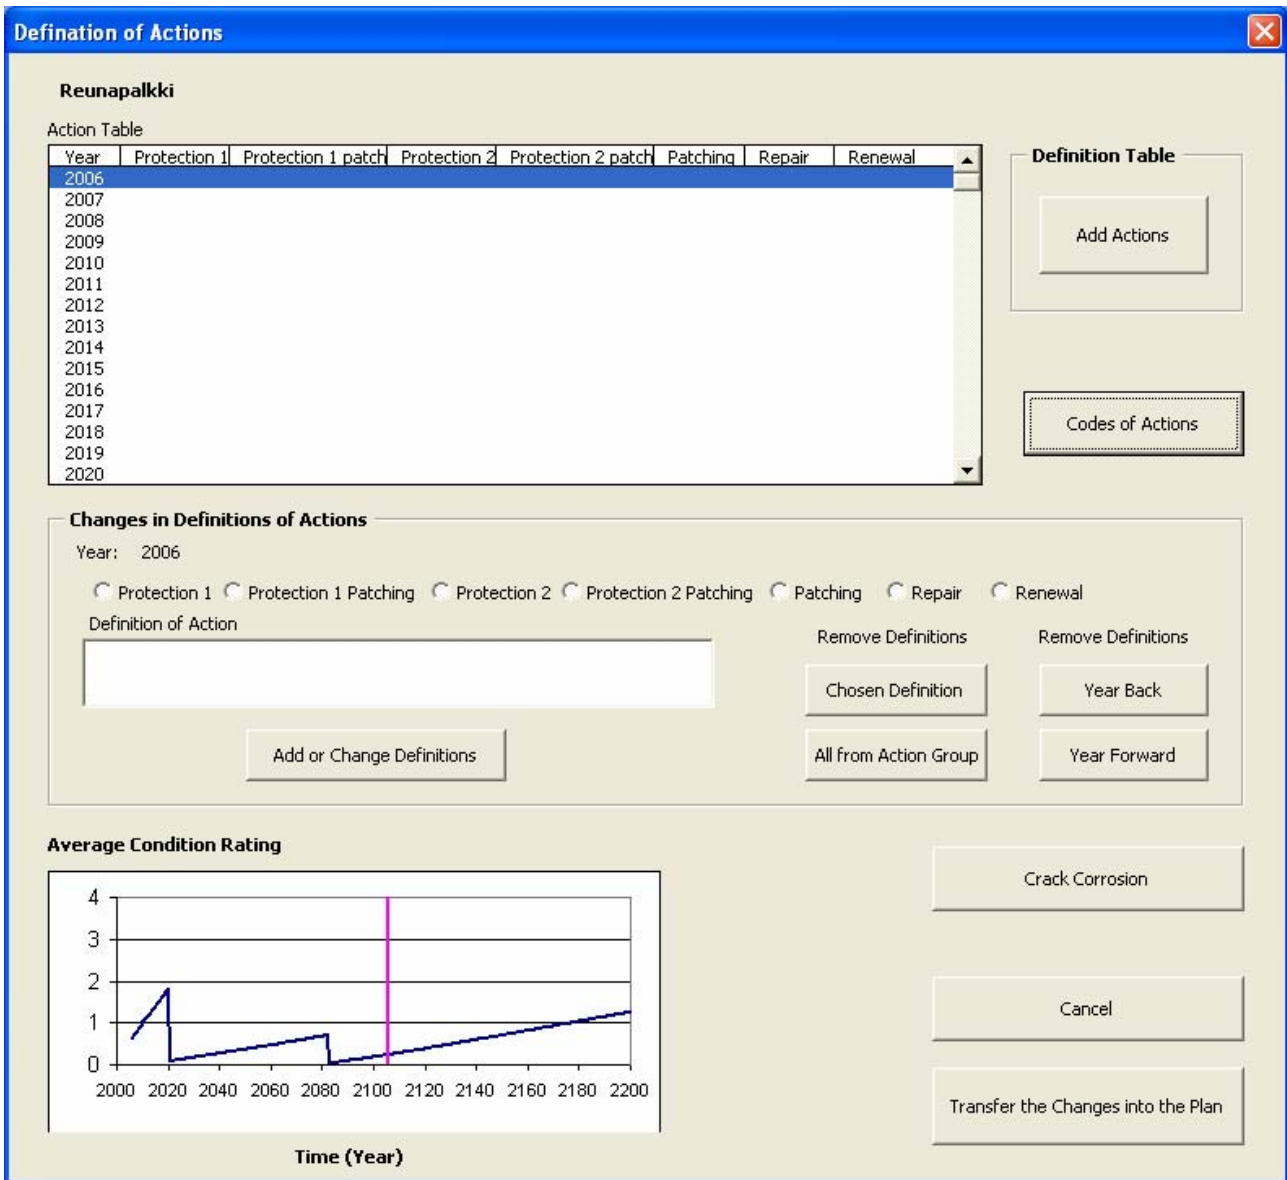 Defination of Actions
Reunapalkki
Action Table
Year Protection 1 Protection 1 patch Protection 2 Protection 2 patch Patching Repair Renewal
2006
2007
2008
2009
2010
2011
2012
2013
2014
2015
2016
2017
2018
2019
2020
Definition Table
Add Actions
Codes of Actions
Changes in Definitions of Actions
Year: 2006
Protection 1 Protection 1 Patching Protection 2 Protection 2 Patching Patching Repair Renewal
Definition of Action
Remove Definitions Remove Definitions
Chosen Definition Year Back
Add or Change Definitions All from Action Group Year Forward
Average Condition Rating
4
3
2
1
0
2000 2020 2040 2060 2080 2100 2120 2140 2160 2180 2200
Time (Year)
Crack Corrosion
Cancel
Transfer the Changes into the Plan